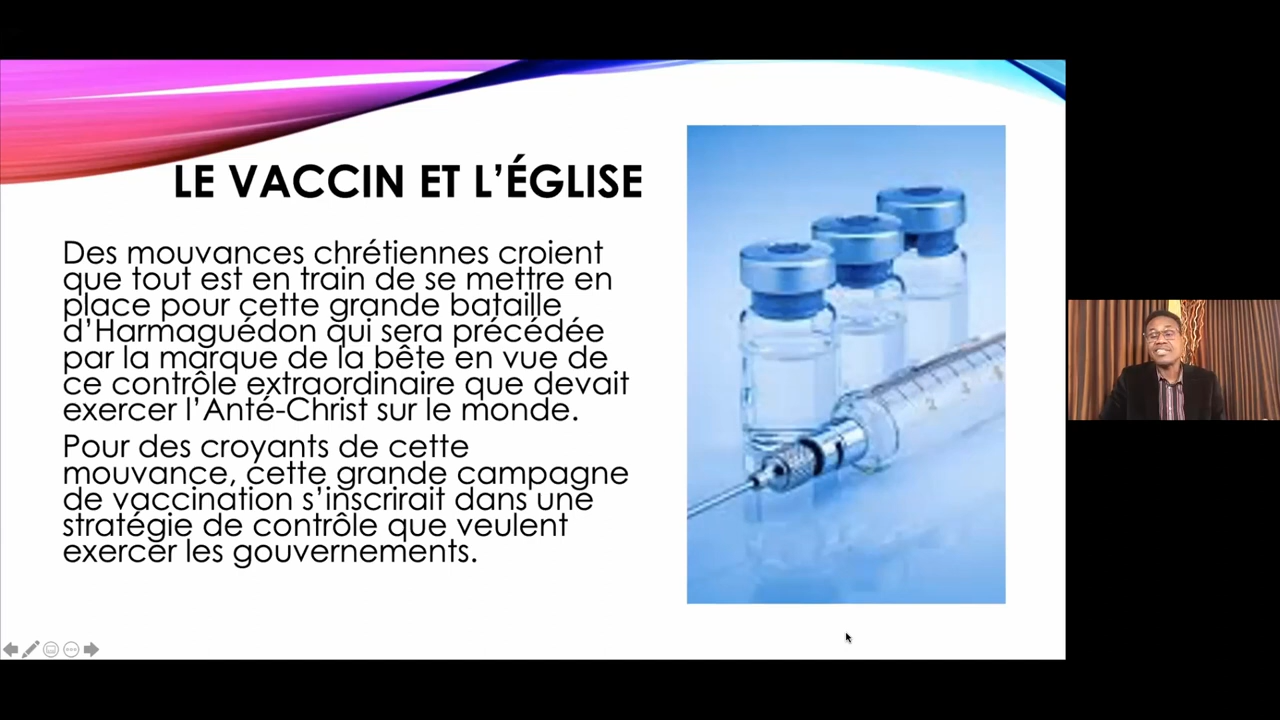 LE VACCIN ET L'ÉGLISE
Des mouvances chrétiennes croient
que tout est en train de se mettre en
place pour cette grande bataille
d'Harmaguédon qui sera précédée
par la marque de la bête en vue de
ce contrôle extraordinaire que devait
exercer l'Anté-Christ sur le monde.
Pour des croyants de cette
mouvance, cette grande campagne
de vaccination s'inscrirait dans une
stratégie de contrôle que veulent
exercer les gouvernements.